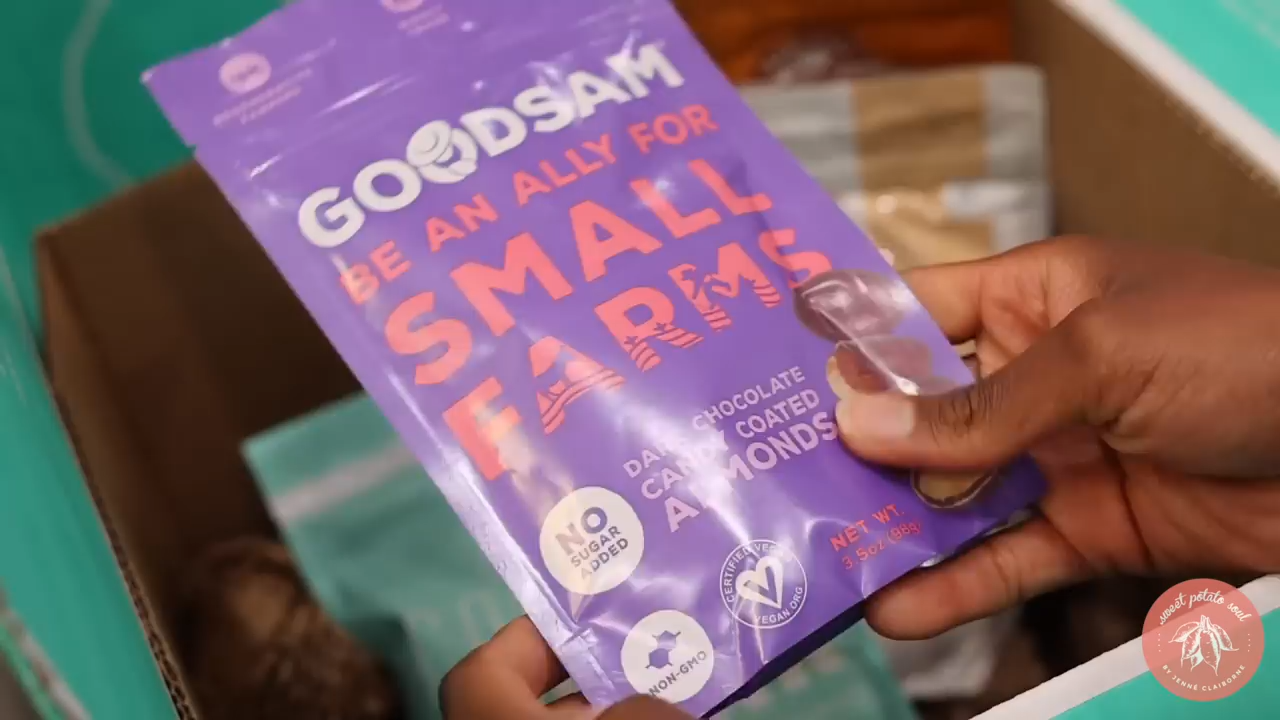 GOODSAM
BE AN ALLY FOR
SMALL
FARMS
DARK CHOCOLATE
CANDY COATED
ALMONDS
NO
SUGAR
ADDED
CERTIFIED VEGAN
VEGAN.ORG
NON-GMO
NET WT.
3.5oz (98g)
sweet potato soul
BY JENNÉ CLAIBORNE